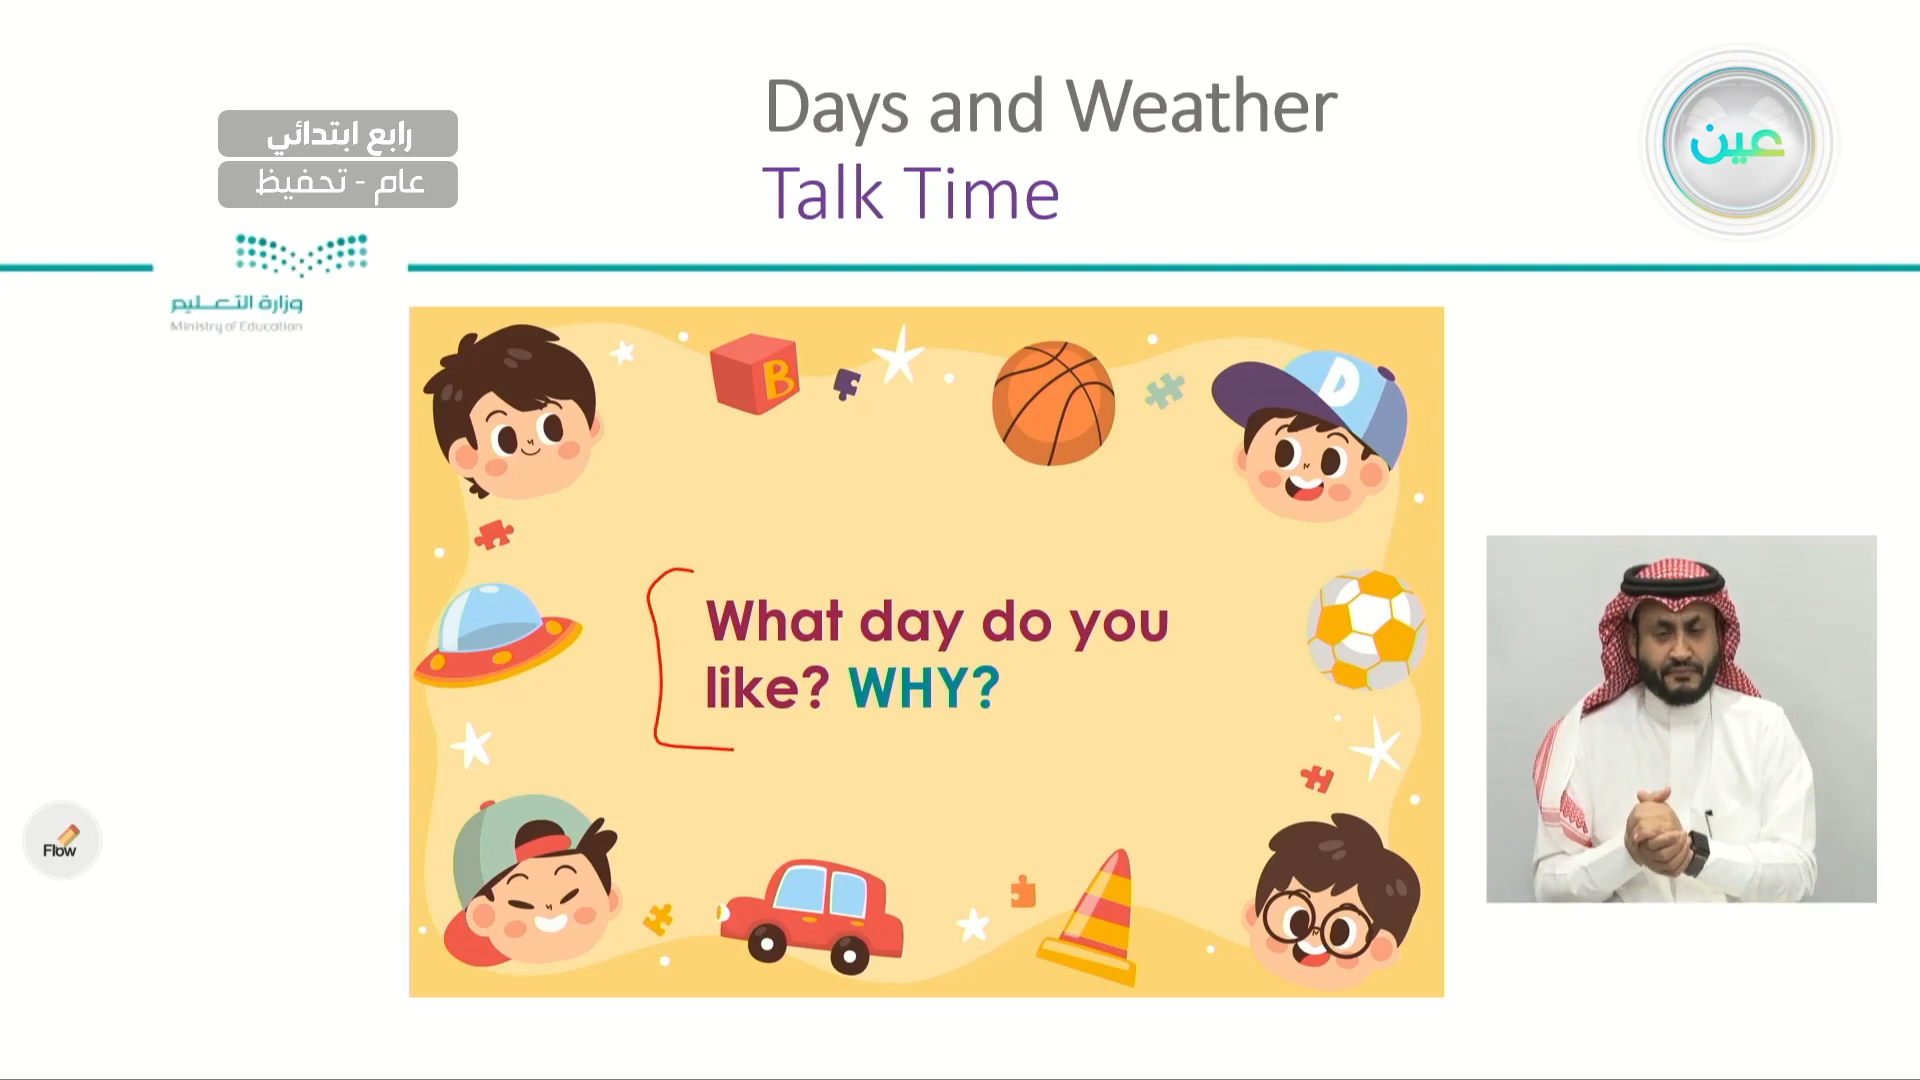 Days and Weather
Talk Time
رابع ابتدائي
عام - تحفيظ
عين
وزارة التعليم
Ministry of Education
B
D
What day do you
like? WHY?
Flow